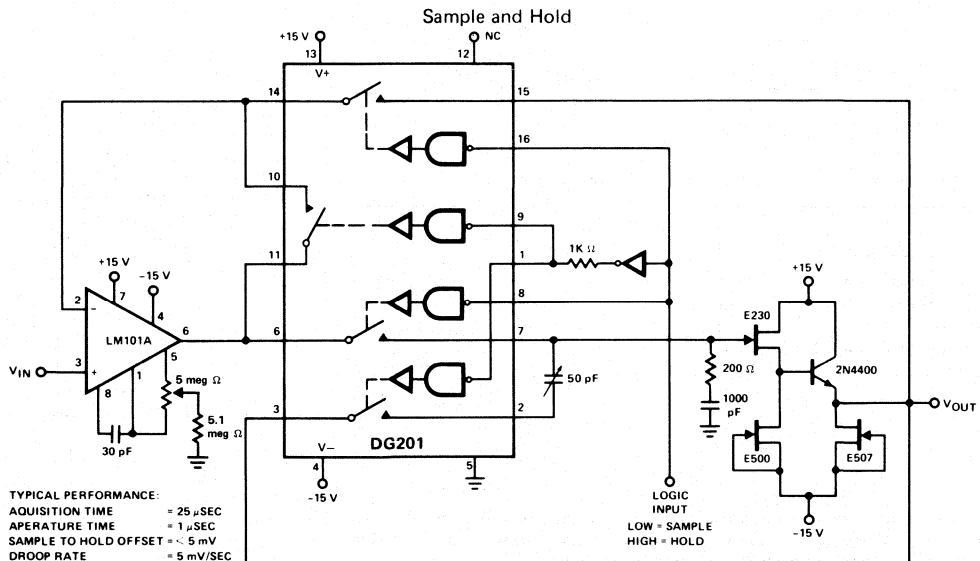 Sample and Hold
+15 V
NC
13
12
V+
14
15
16
10
9
1
1K Ω
11
8
+15 V
-15 V
+15 V
2
7
4
E230
−
LM101A
6
6
7
5
200 Ω
2N4400
VIN
3
+
8
1
5 meg Ω
50 pF
1000
pF
VOUT
3
2
5.1
meg Ω
30 pF
DG201
E500
E507
V−
4
5
-15 V
LOGIC
INPUT
LOW = SAMPLE
HIGH = HOLD
-15 V
TYPICAL PERFORMANCE:
AQUISITION TIME = 25 μSEC
APERATURE TIME = 1 μSEC
SAMPLE TO HOLD OFFSET = < 5 mV
DROOP RATE = 5 mV/SEC